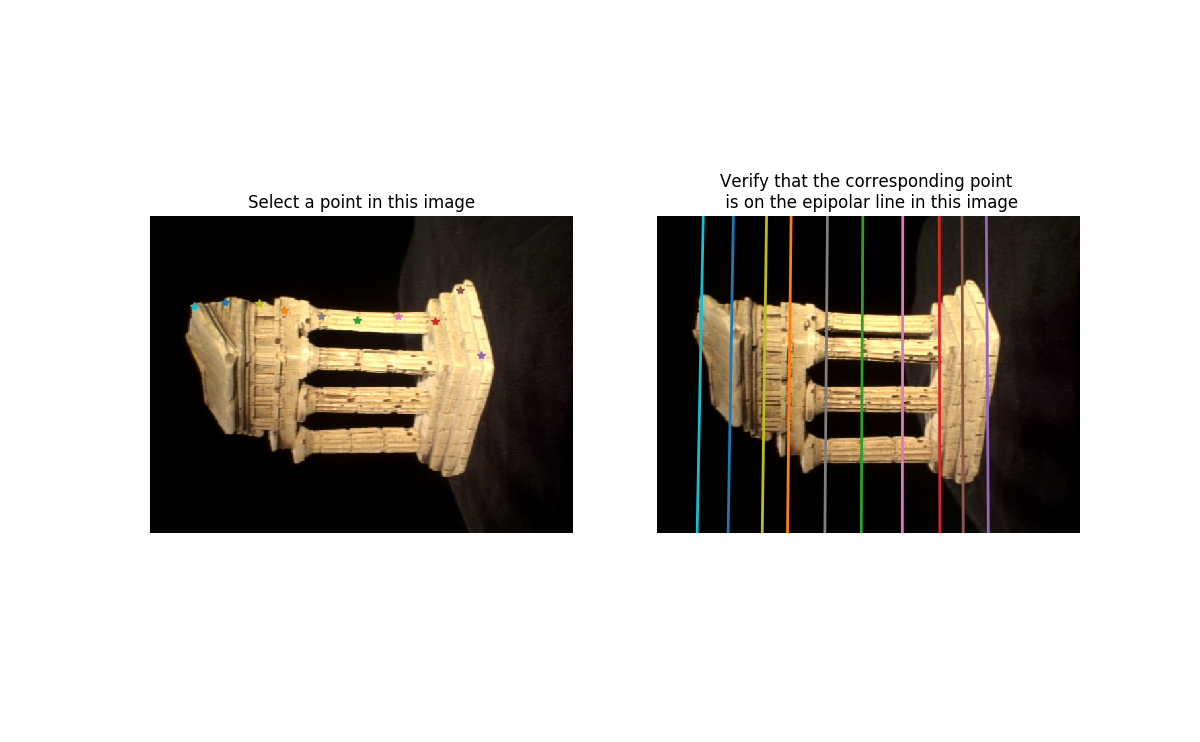 Select a point in this image
Verify that the corresponding point
is on the epipolar line in this image